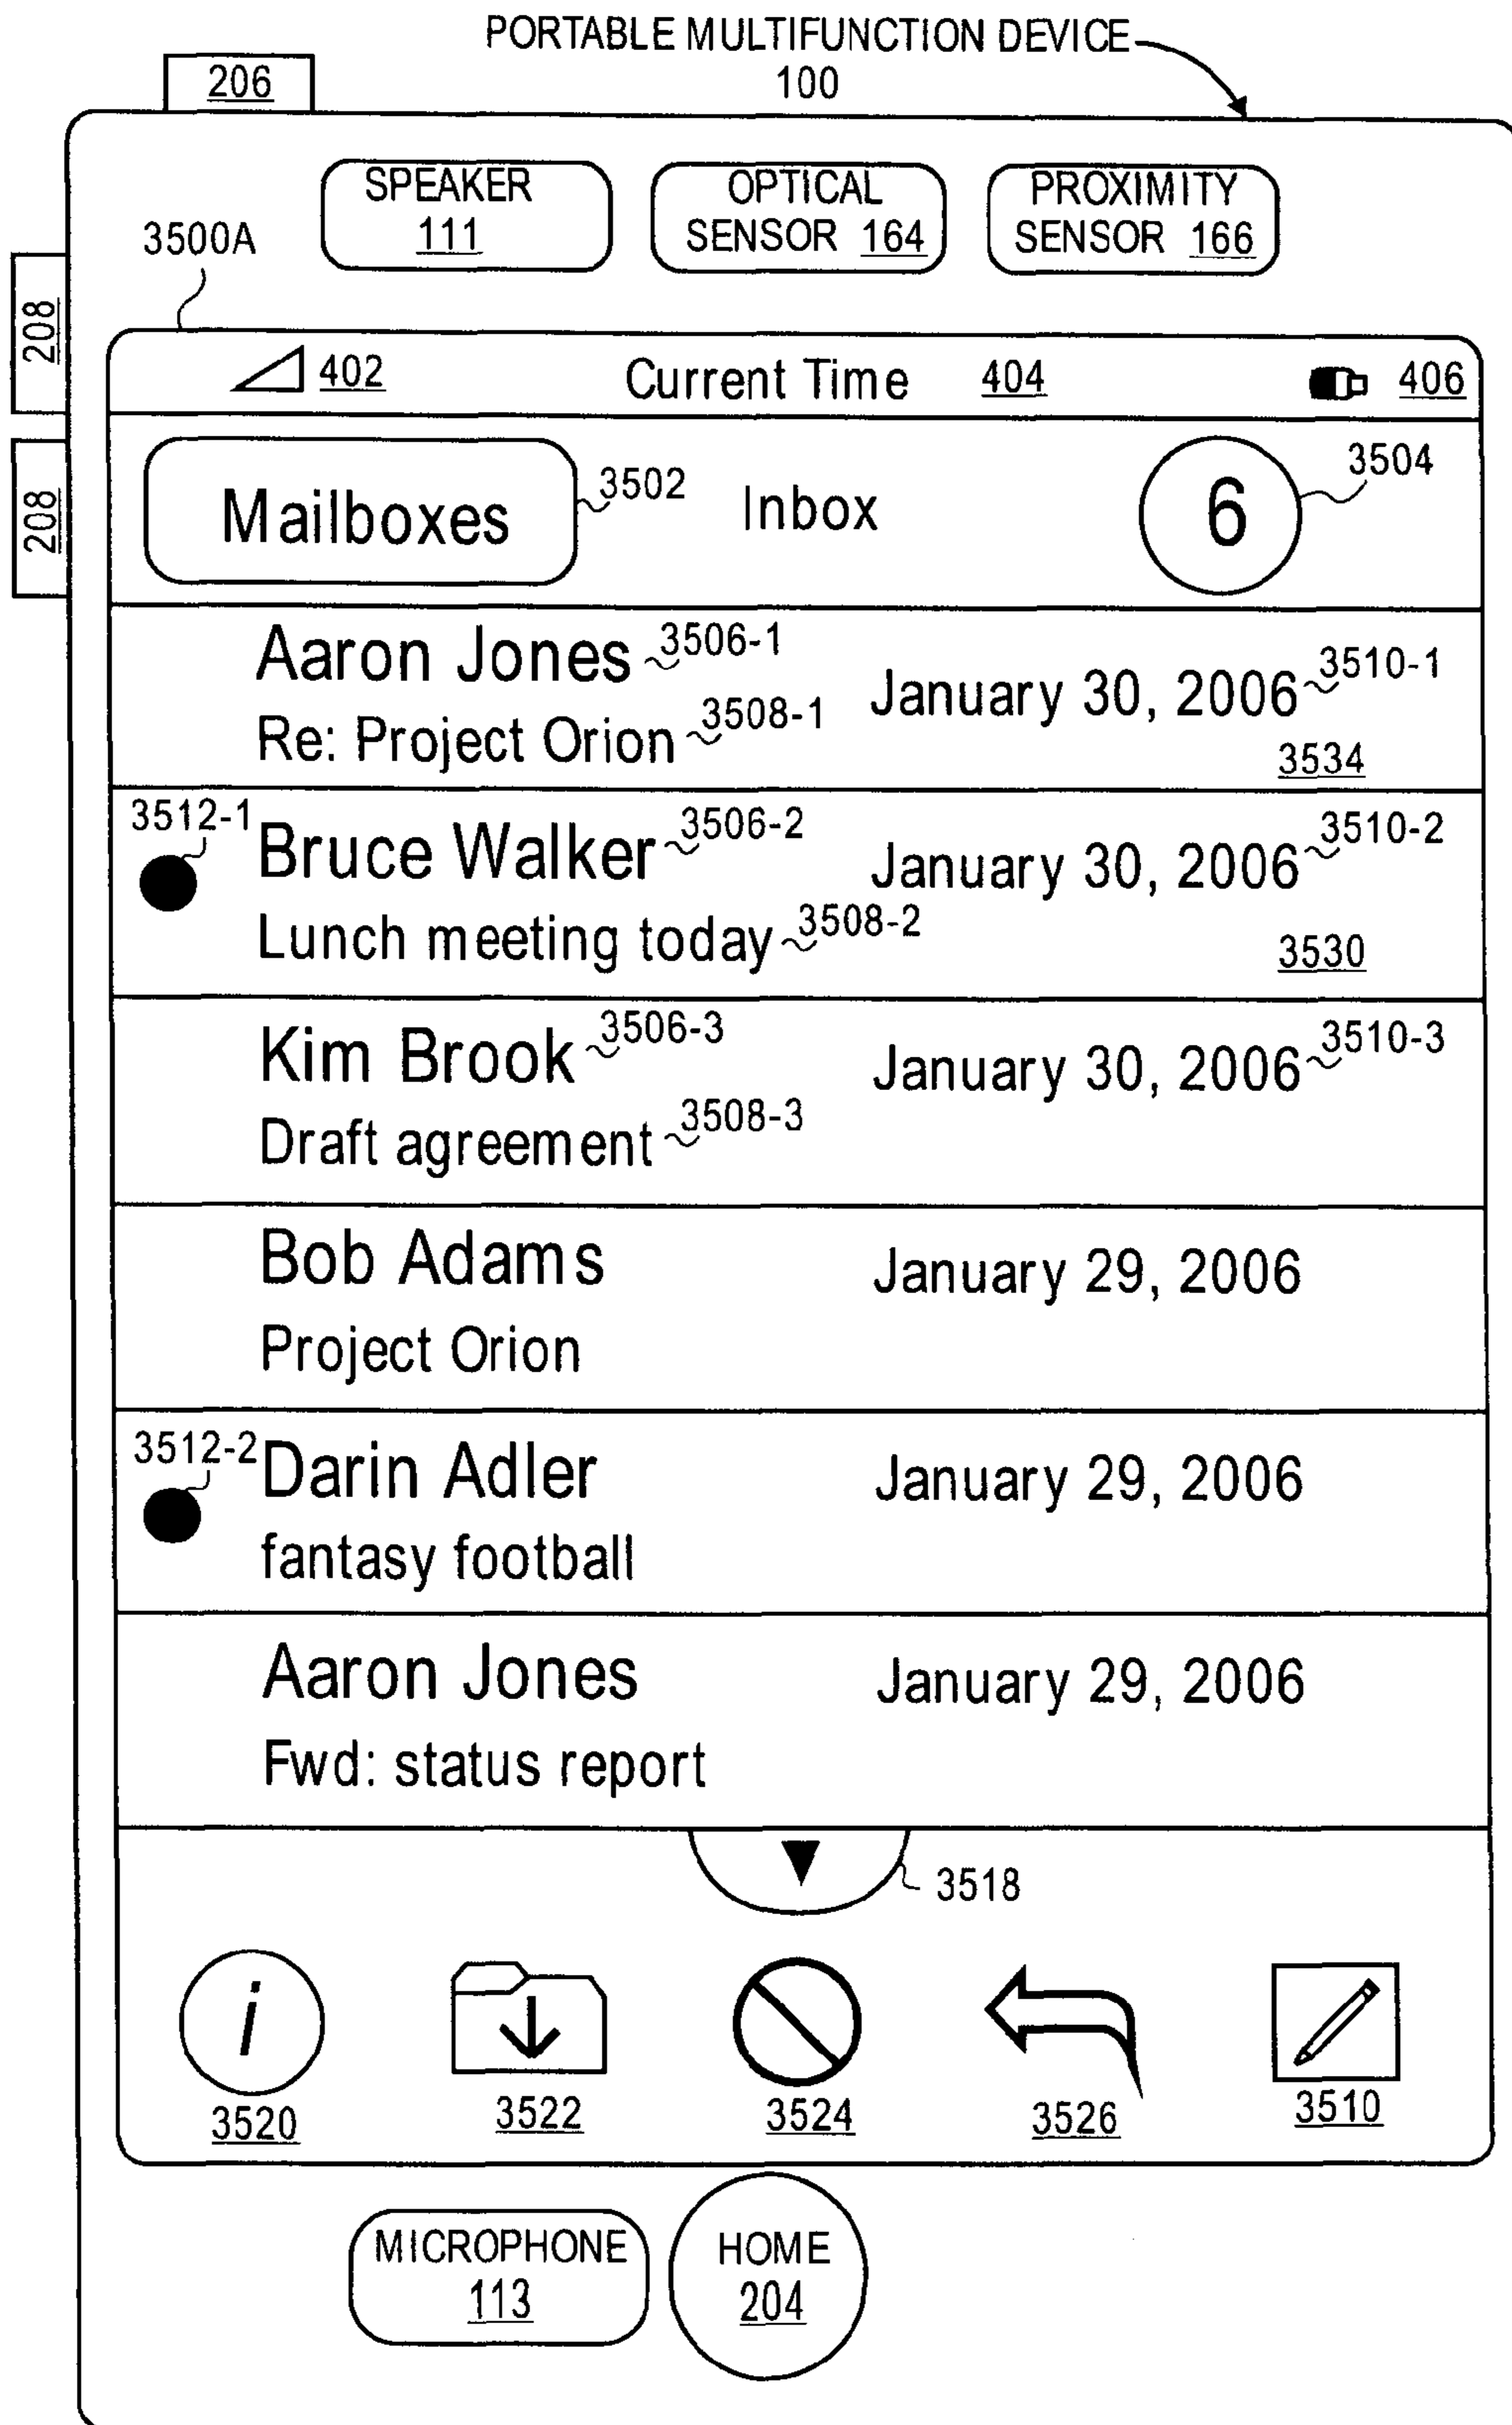 PORTABLE MULTIFUNCTION DEVICE
100
206
SPEAKER
111
OPTICAL
SENSOR 164
PROXIMITY
SENSOR 166
3500A
208
208
402
Current Time 404
406
Mailboxes
3502
Inbox
6
3504
Aaron Jones 3506-1
January 30, 2006 3510-1
Re: Project Orion 3508-1
3534
3512-1
Bruce Walker 3506-2
January 30, 2006 3510-2
Lunch meeting today 3508-2
3530
Kim Brook 3506-3
January 30, 2006 3510-3
Draft agreement 3508-3
Bob Adams
January 29, 2006
Project Orion
3512-2
Darin Adler
January 29, 2006
fantasy football
Aaron Jones
January 29, 2006
Fwd: status report
3518
i
3520
3522
3524
3526
3510
MICROPHONE
113
HOME
204